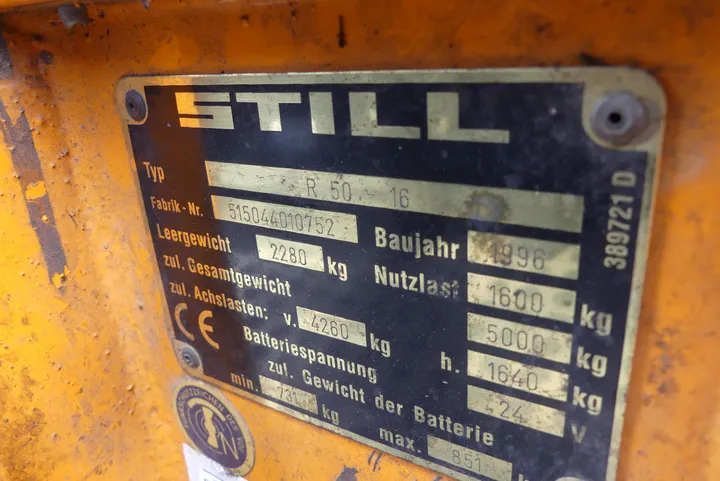 STILL
Typ R 50 - 16
Fabrik-Nr. 515044010752
Baujahr 1996
Leergewicht 2280 kg
Nutzlast 1600 kg
zul. Gesamtgewicht 5000 kg
zul. Achslasten: v. 4260 kg h. 1640 kg
Batteriespannung 24 V
zul. Gewicht der Batterie
min. 731 kg max. 851
CE
389721 D